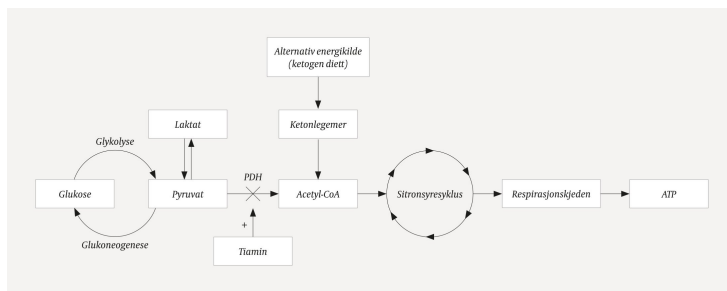 Alternativ energikilde
(ketogen diett)
Laktat
Ketonlegemer
Glykolyse
PDH
Glukose
Pyruvat
Acetyl-CoA
Sitronsyresyklus
Respirasjonskjeden
ATP
+
Glukoneogenese
Tiamin